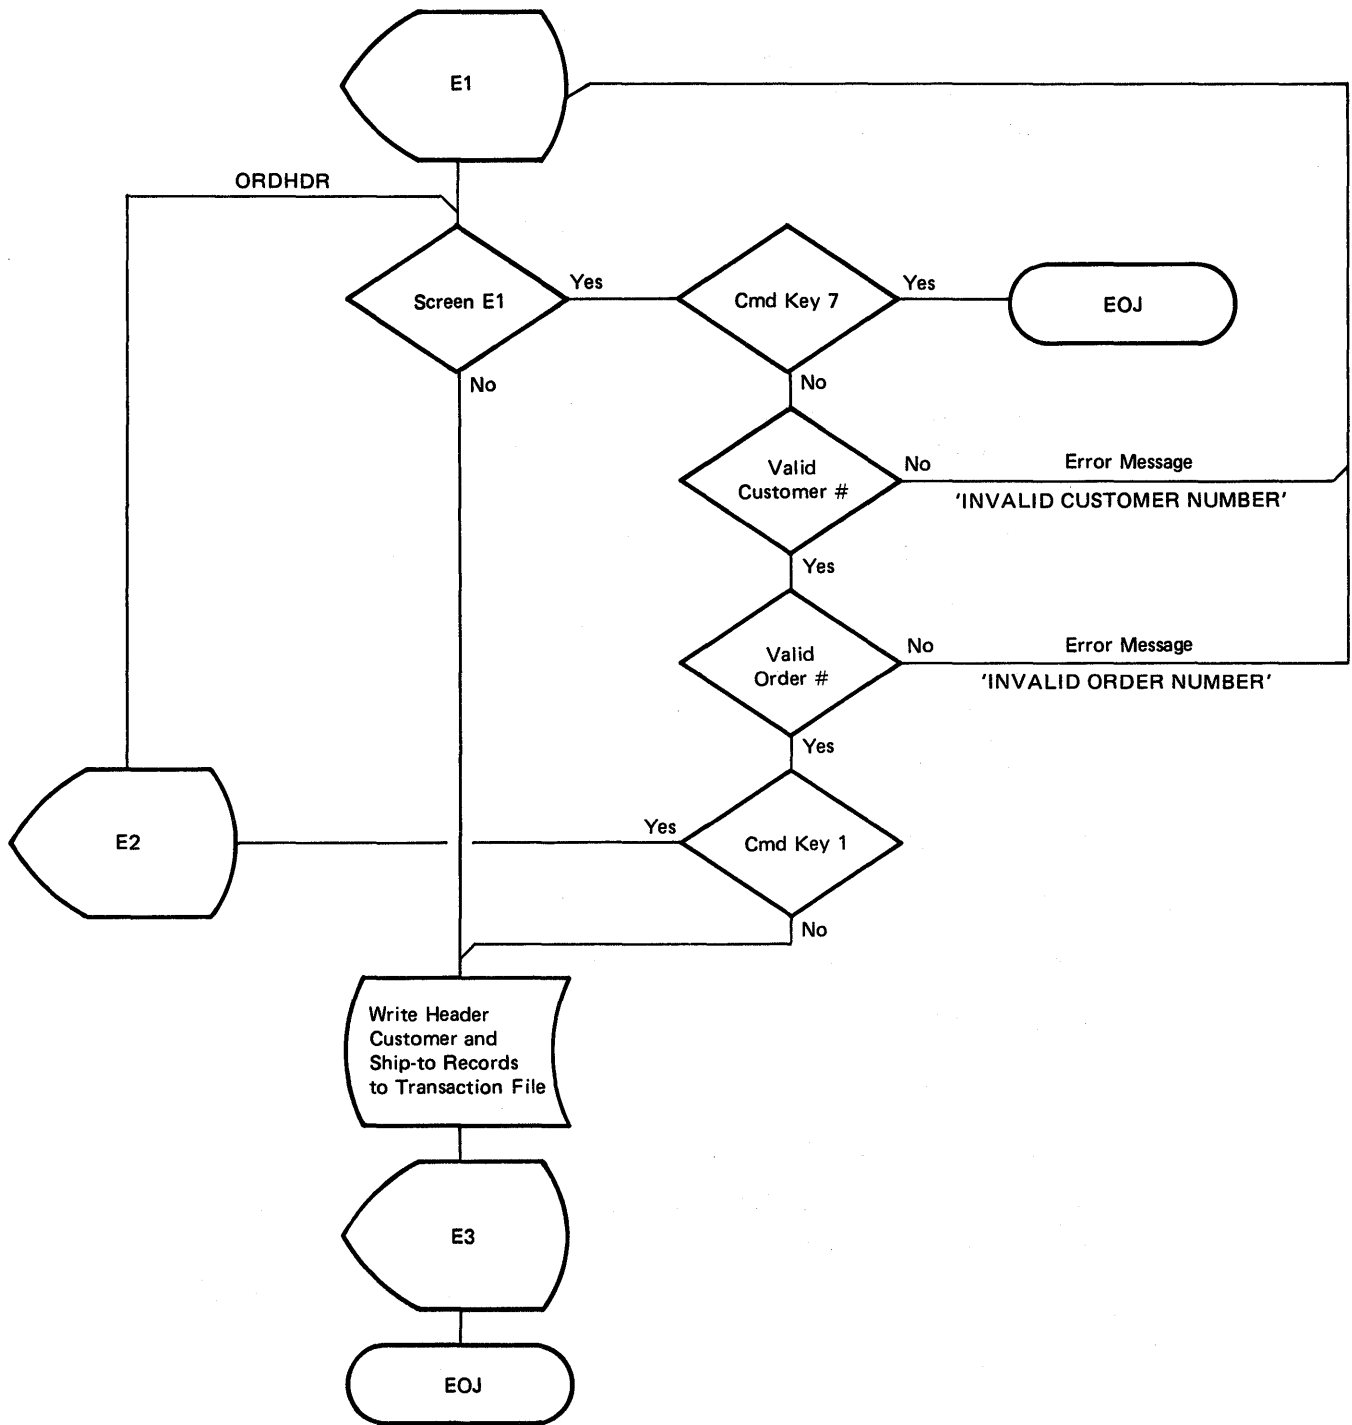 E1
ORDHDR
Screen E1
Yes
Cmd Key 7
Yes
EOJ
No
No
Valid
Customer #
No
Error Message
'INVALID CUSTOMER NUMBER'
Yes
Valid
Order #
No
Error Message
'INVALID ORDER NUMBER'
Yes
E2
Yes
Cmd Key 1
No
Write Header
Customer and
Ship-to Records
to Transaction File
E3
EOJ